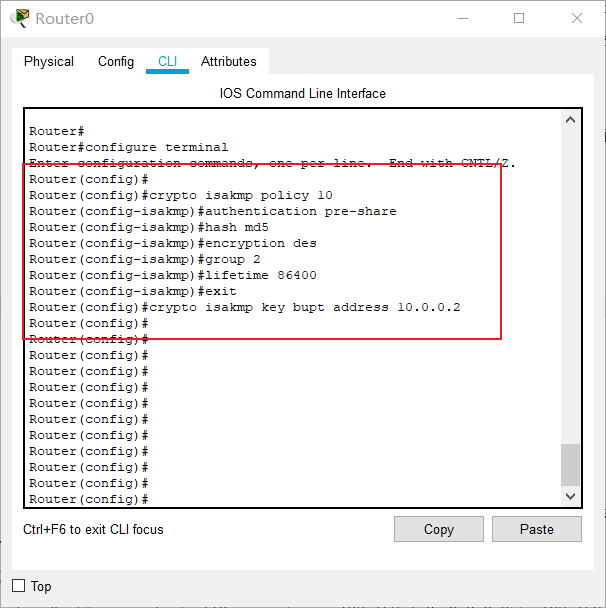 Router0
Physical Config CLI Attributes
IOS Command Line Interface
Router#
Router#configure terminal
Enter configuration commands, one per line. End with CNTL/Z.
Router(config)#
Router(config)#crypto isakmp policy 10
Router(config-isakmp)#authentication pre-share
Router(config-isakmp)#hash md5
Router(config-isakmp)#encryption des
Router(config-isakmp)#group 2
Router(config-isakmp)#lifetime 86400
Router(config-isakmp)#exit
Router(config)#crypto isakmp key bupt address 10.0.0.2
Router(config)#
Router(config)#
Router(config)#
Router(config)#
Router(config)#
Router(config)#
Router(config)#
Router(config)#
Router(config)#
Router(config)#
Router(config)#
Router(config)#
Ctrl+F6 to exit CLI focus
Copy
Paste
Top